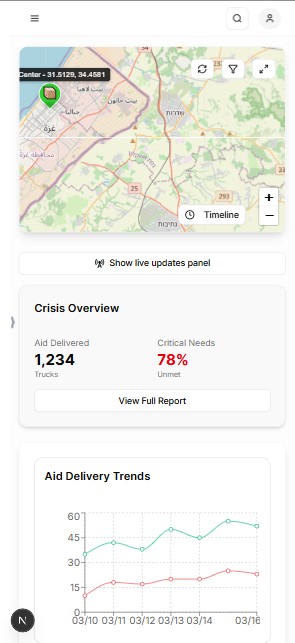 Center - 31.5129, 34.4581
34
جباليا
بيت حانون
غزة
محافظة غزة
שדרות
25
293
נתיבות
Timeline
+
−
Show live updates panel
Crisis Overview
Aid Delivered
Critical Needs
1,234
78%
Trucks
Unmet
View Full Report
Aid Delivery Trends
60
45
30
15
0
03/10 03/11 03/12 03/13 03/14 03/16
N